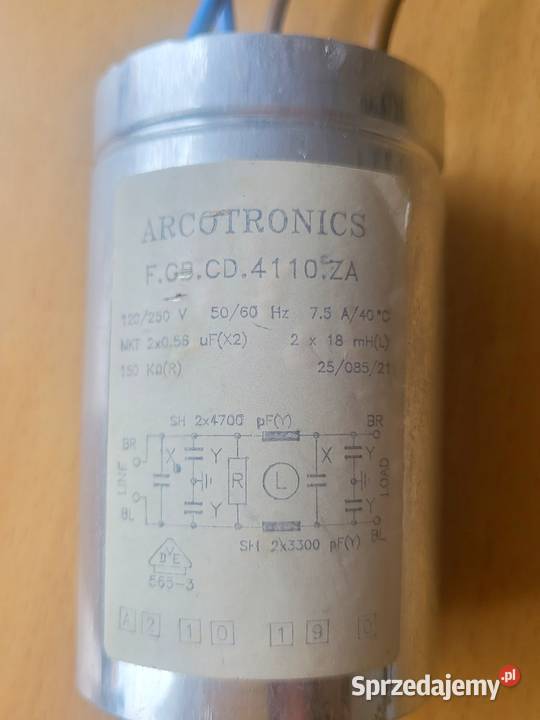 ARCOTRONICS
F.GB.CD.4110.ZA
120/250 V 50/60 Hz 7.5 A/40°C
MKT 2x0.56 uF(X2) 2 x 18 mH(L)
150 KΩ(R) 25/085/21
SH 2x4700 pF(Y)
BR BR
X Y X Y
LINE R L LOAD
Y Y
BL BL
SH 2x3300 pF(Y)
DVE
565-3
A 2 1 0 1 9 0
Sprzedajemy.pl